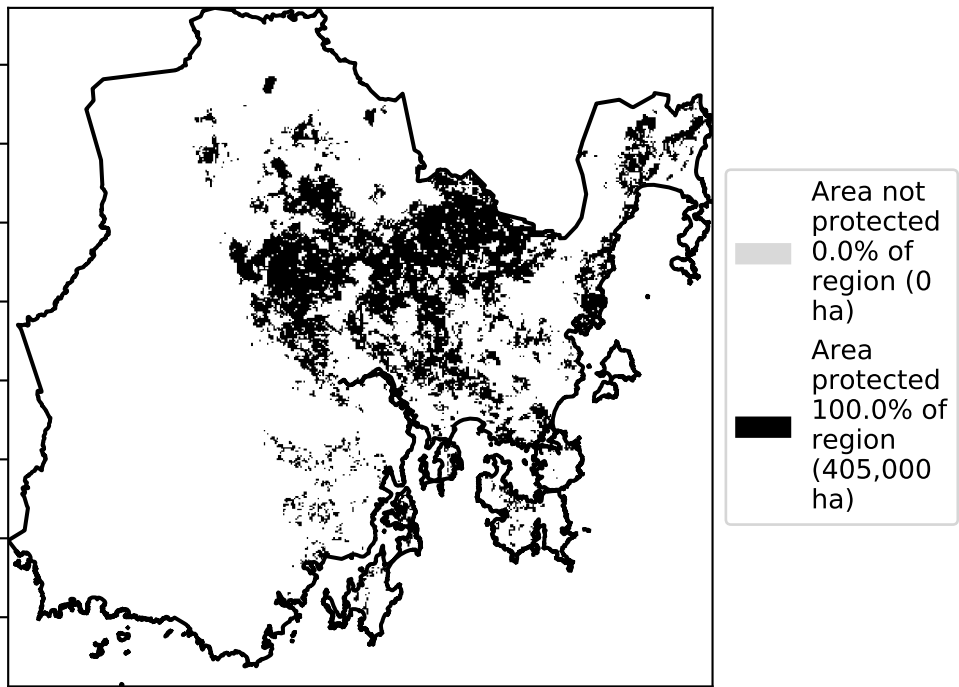 Area not
protected
0.0% of
region (0
ha)
Area
protected
100.0% of
region
(405,000
ha)